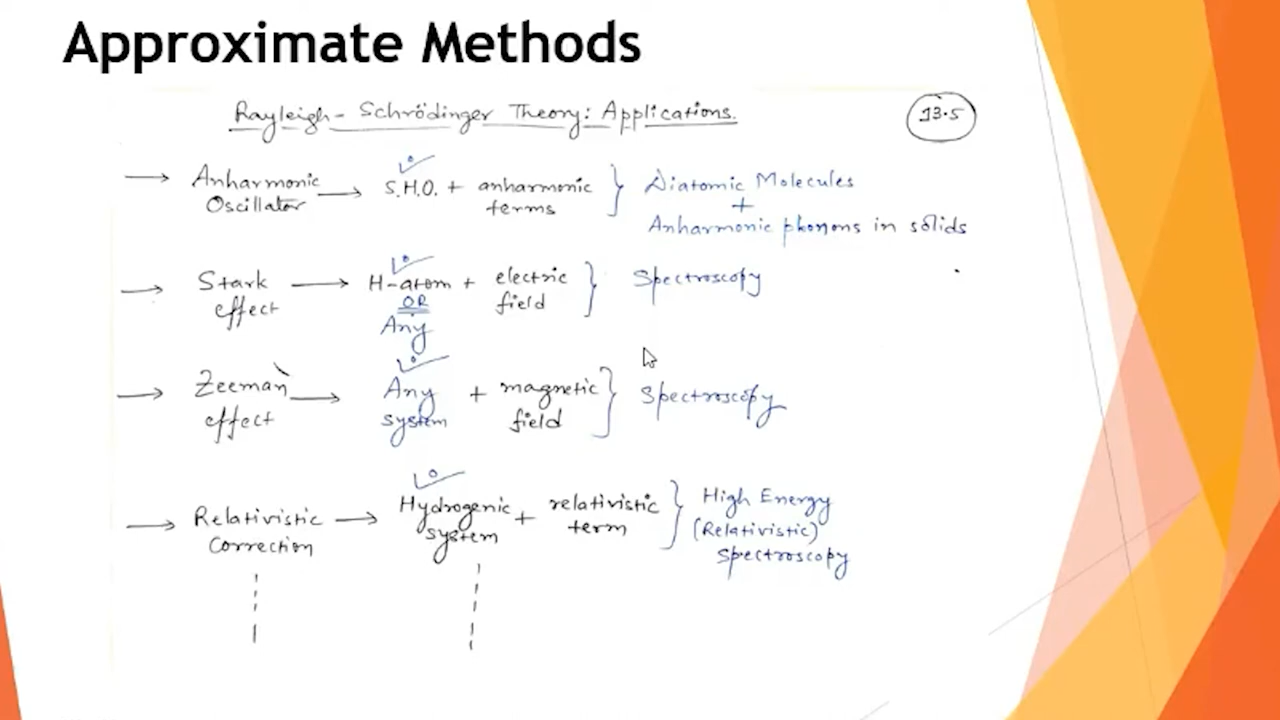 Approximate Methods
Rayleigh-Schrödinger Theory: Applications.
13.5
→ Anharmonic Oscillator → S.H.O. + anharmonic terms } Diatomic Molecules + Anharmonic phonons in solids
→ Stark effect → H-atom OR Any + electric field } Spectroscopy
→ Zeeman effect → Any system + magnetic field } Spectroscopy
→ Relativistic Correction → Hydrogenic system + relativistic term } High Energy (Relativistic) Spectroscopy